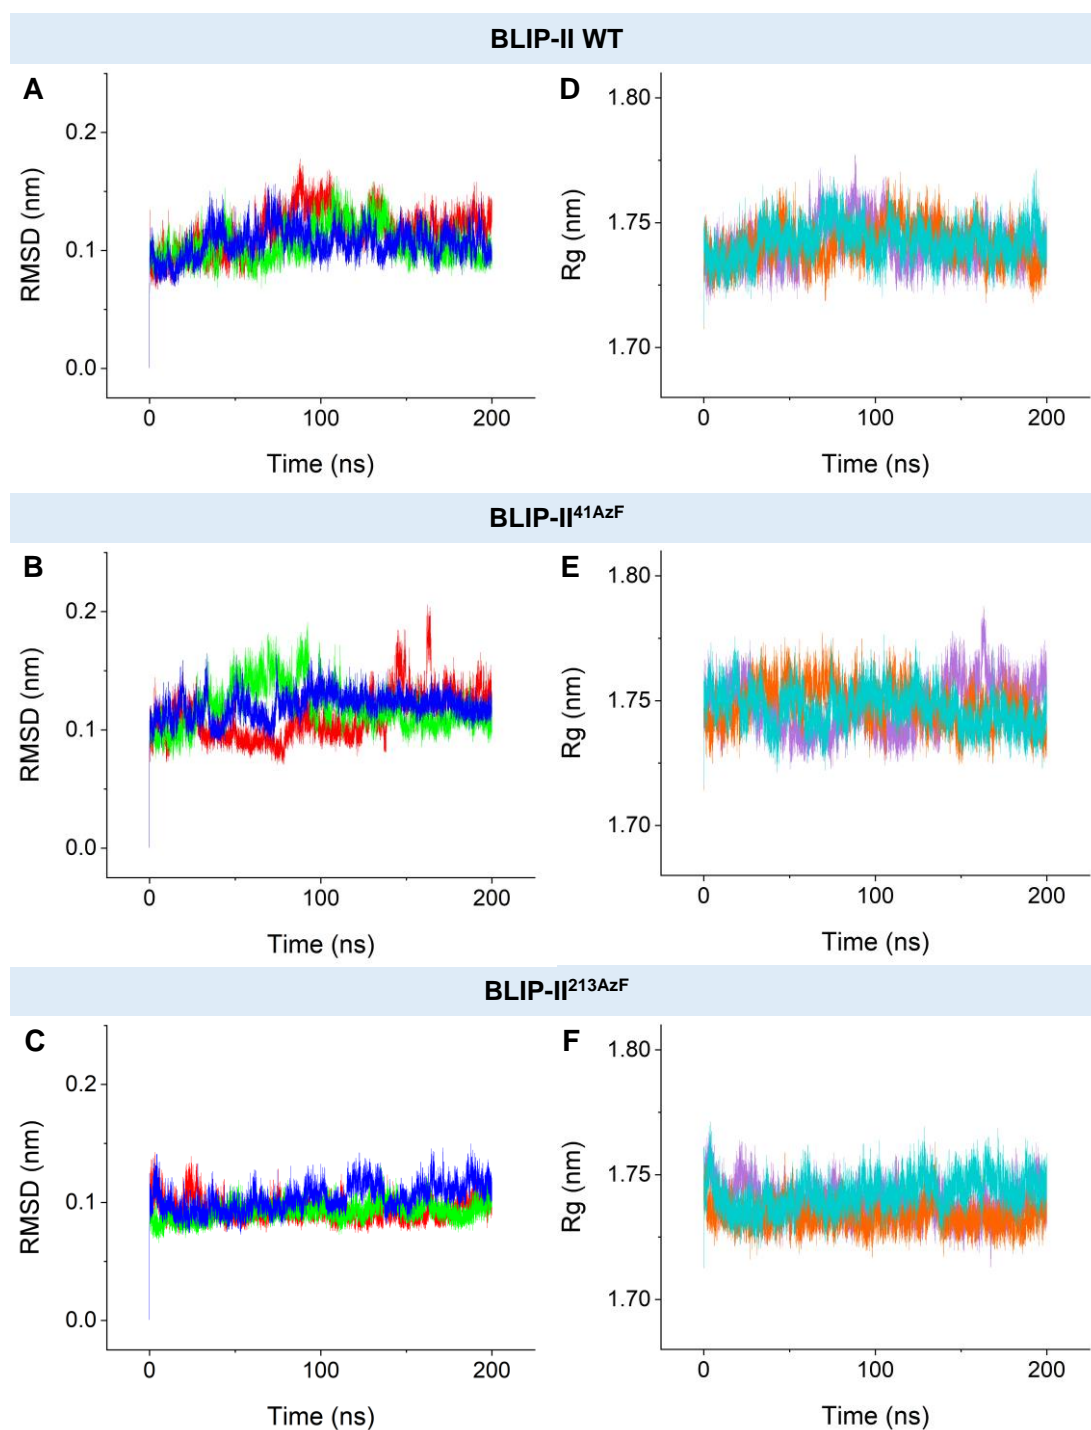 BLIP-II WT
A
RMSD (nm)
0.2
0.1
0.0
0 100 200
Time (ns)
D
Rg (nm)
1.80
1.75
1.70
0 100 200
Time (ns)
BLIP-II41AzF
B
RMSD (nm)
0.2
0.1
0.0
0 100 200
Time (ns)
E
Rg (nm)
1.80
1.75
1.70
0 100 200
Time (ns)
BLIP-II213AzF
C
RMSD (nm)
0.2
0.1
0.0
0 100 200
Time (ns)
F
Rg (nm)
1.80
1.75
1.70
0 100 200
Time (ns)